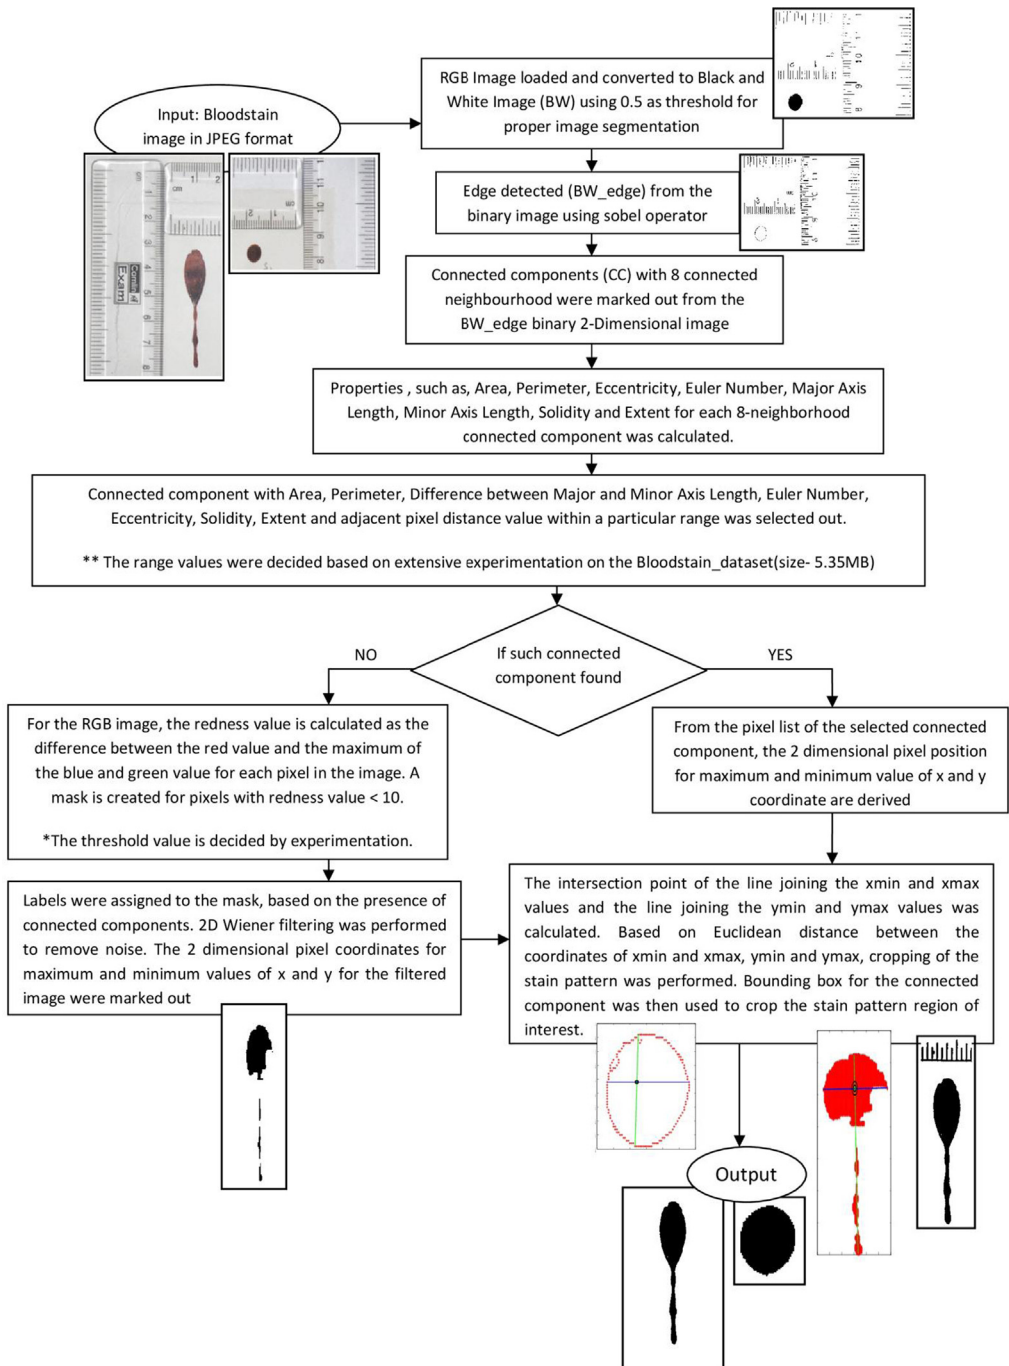 Input: Bloodstain
image in JPEG format
RGB Image loaded and converted to Black and
White Image (BW) using 0.5 as threshold for
proper image segmentation
Edge detected (BW_edge) from the
binary image using sobel operator
Connected components (CC) with 8 connected
neighbourhood were marked out from the
BW_edge binary 2-Dimensional image
Properties , such as, Area, Perimeter, Eccentricity, Euler Number, Major Axis
Length, Minor Axis Length, Solidity and Extent for each 8-neighborhood
connected component was calculated.
Connected component with Area, Perimeter, Difference between Major and Minor Axis Length, Euler Number,
Eccentricity, Solidity, Extent and adjacent pixel distance value within a particular range was selected out.
** The range values were decided based on extensive experimentation on the Bloodstain_dataset(size- 5.35MB)
If such connected
component found
NO
YES
For the RGB image, the redness value is calculated as the
difference between the red value and the maximum of
the blue and green value for each pixel in the image. A
mask is created for pixels with redness value < 10.
*The threshold value is decided by experimentation.
Labels were assigned to the mask, based on the presence of
connected components. 2D Wiener filtering was performed
to remove noise. The 2 dimensional pixel coordinates for
maximum and minimum values of x and y for the filtered
image were marked out
From the pixel list of the selected connected
component, the 2 dimensional pixel position
for maximum and minimum value of x and y
coordinate are derived
The intersection point of the line joining the xmin and xmax
values and the line joining the ymin and ymax values was
calculated. Based on Euclidean distance between the
coordinates of xmin and xmax, ymin and ymax, cropping of the
stain pattern was performed. Bounding box for the connected
component was then used to crop the stain pattern region of
interest.
Output